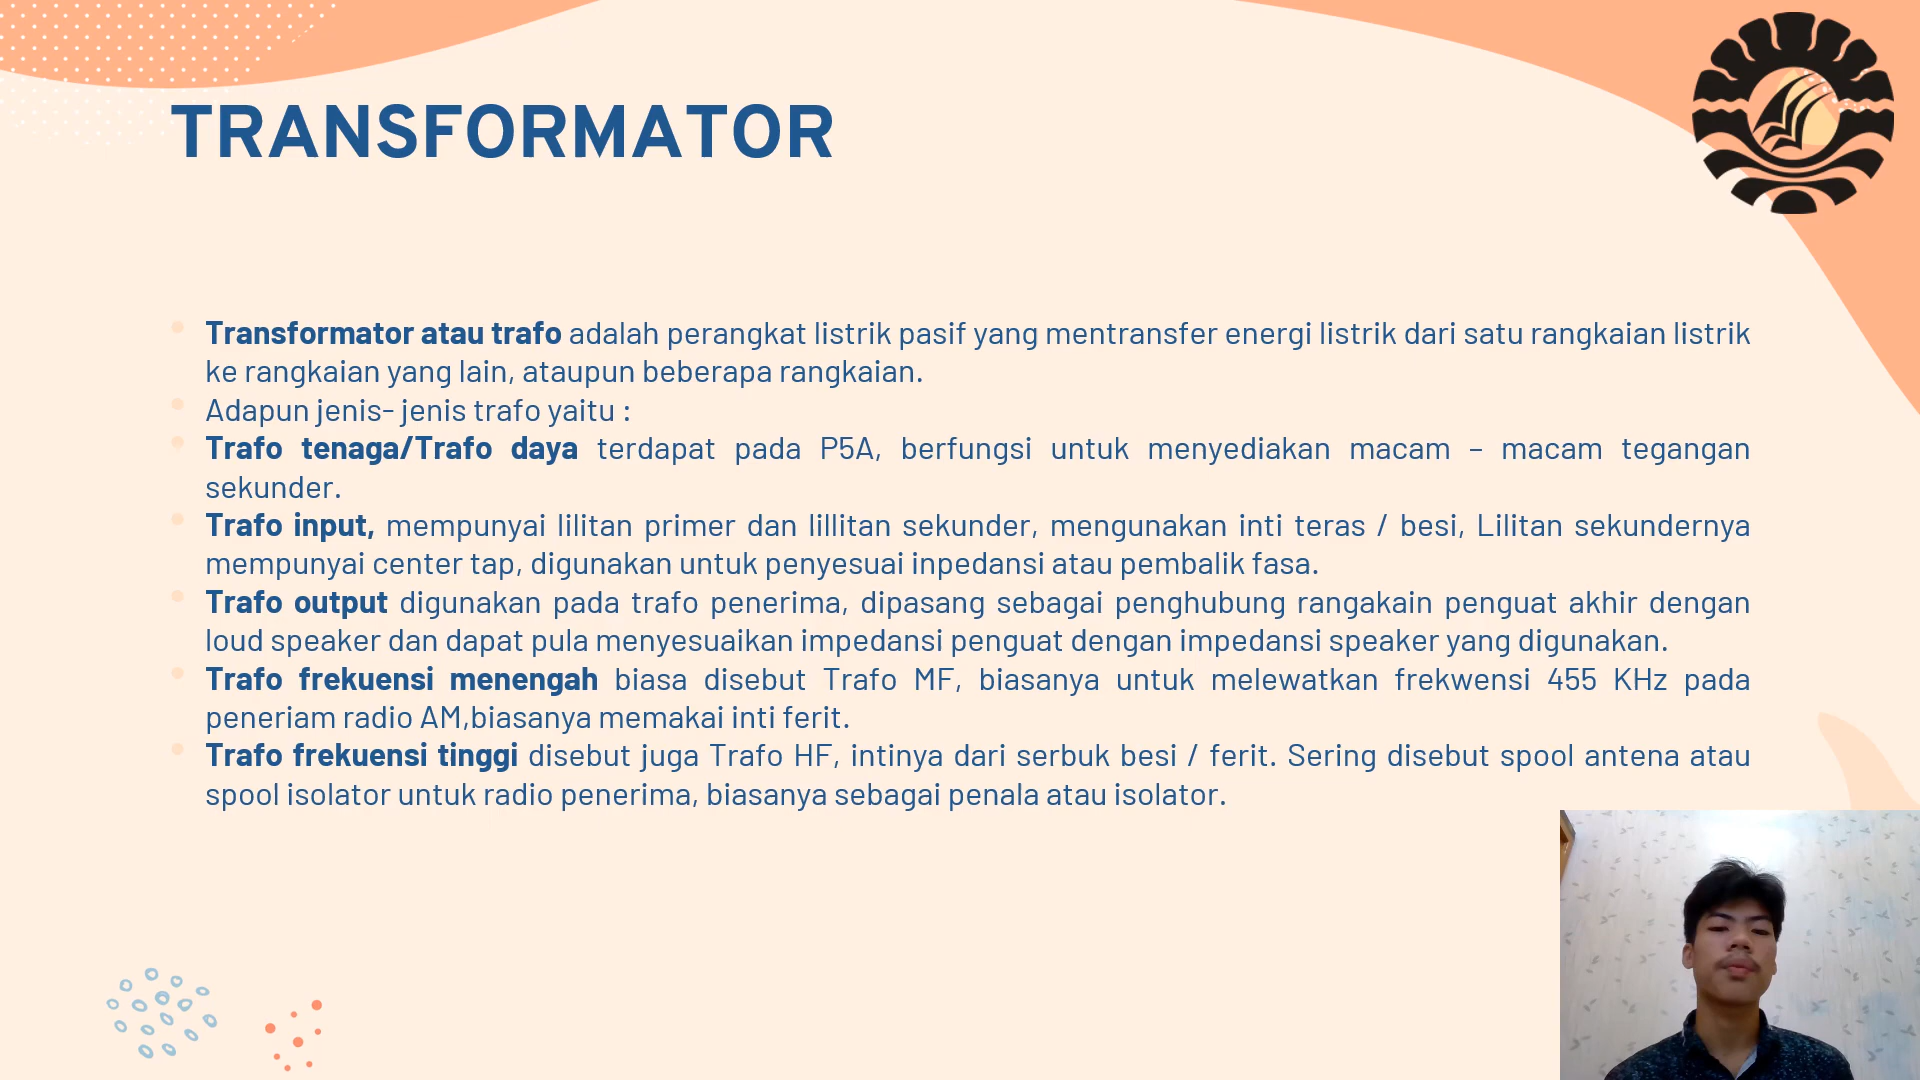 TRANSFORMATOR
Transformator atau trafo adalah perangkat listrik pasif yang mentransfer energi listrik dari satu rangkaian listrik
ke rangkaian yang lain, ataupun beberapa rangkaian.
Adapun jenis- jenis trafo yaitu :
Trafo tenaga/Trafo daya terdapat pada P5A, berfungsi untuk menyediakan macam – macam tegangan
sekunder.
Trafo input, mempunyai lilitan primer dan lillitan sekunder, mengunakan inti teras / besi, Lilitan sekundernya
mempunyai center tap, digunakan untuk penyesuai inpedansi atau pembalik fasa.
Trafo output digunakan pada trafo penerima, dipasang sebagai penghubung rangakain penguat akhir dengan
loud speaker dan dapat pula menyesuaikan impedansi penguat dengan impedansi speaker yang digunakan.
Trafo frekuensi menengah biasa disebut Trafo MF, biasanya untuk melewatkan frekwensi 455 KHz pada
peneriam radio AM,biasanya memakai inti ferit.
Trafo frekuensi tinggi disebut juga Trafo HF, intinya dari serbuk besi / ferit. Sering disebut spool antena atau
spool isolator untuk radio penerima, biasanya sebagai penala atau isolator.